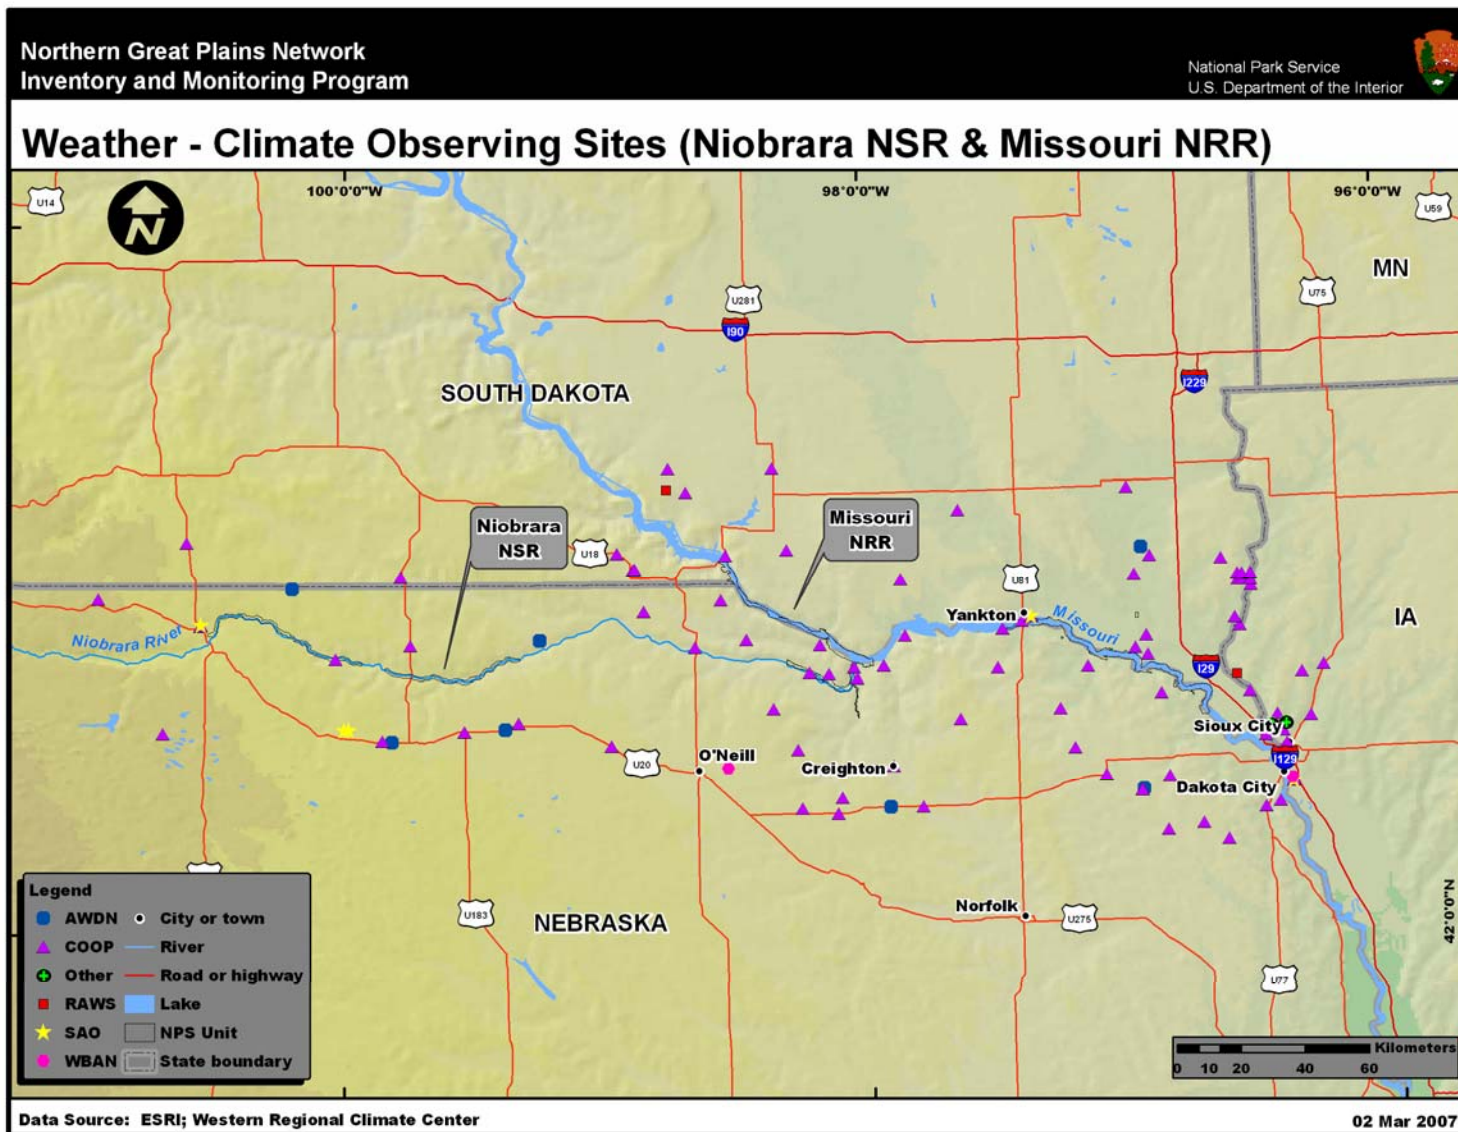 Northern Great Plains Network
Inventory and Monitoring Program
National Park Service
U.S. Department of the Interior
Weather - Climate Observing Sites (Niobrara NSR & Missouri NRR)
100°0'0"W
98°0'0"W
96°0'0"W
U14
U59
N
MN
U75
U281
I90
I229
SOUTH DAKOTA
Niobrara
NSR
Missouri
NRR
U18
U81
Yankton
Missouri
IA
Niobrara River
I29
Sioux City
O'Neill
U20
Creighton
I129
Dakota City
Norfolk
U183
NEBRASKA
U275
42°0'0"N
U77
Legend
AWDN City or town
COOP River
Other Road or highway
RAWS Lake
SAO NPS Unit
WBAN State boundary
Kilometers
0 10 20 40 60
Data Source: ESRI; Western Regional Climate Center
02 Mar 2007